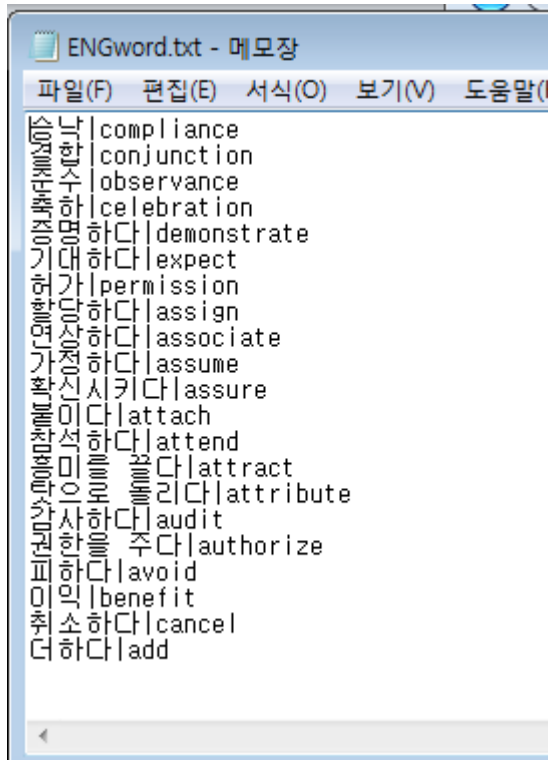 ENGword.txt - 메모장
파일(F) 편집(E) 서식(O) 보기(V) 도움말(
승낙|compliance
결합|conjunction
준수|observance
축하|celebration
증명하다|demonstrate
기대하다|expect
허가|permission
할당하다|assign
연상하다|associate
가정하다|assume
확신시키다|assure
붙이다|attach
참석하다|attend
흥미를 끌다|attract
탓으로 돌리다|attribute
감사하다|audit
권한을 주다|authorize
피하다|avoid
이익|benefit
취소하다|cancel
더하다|add